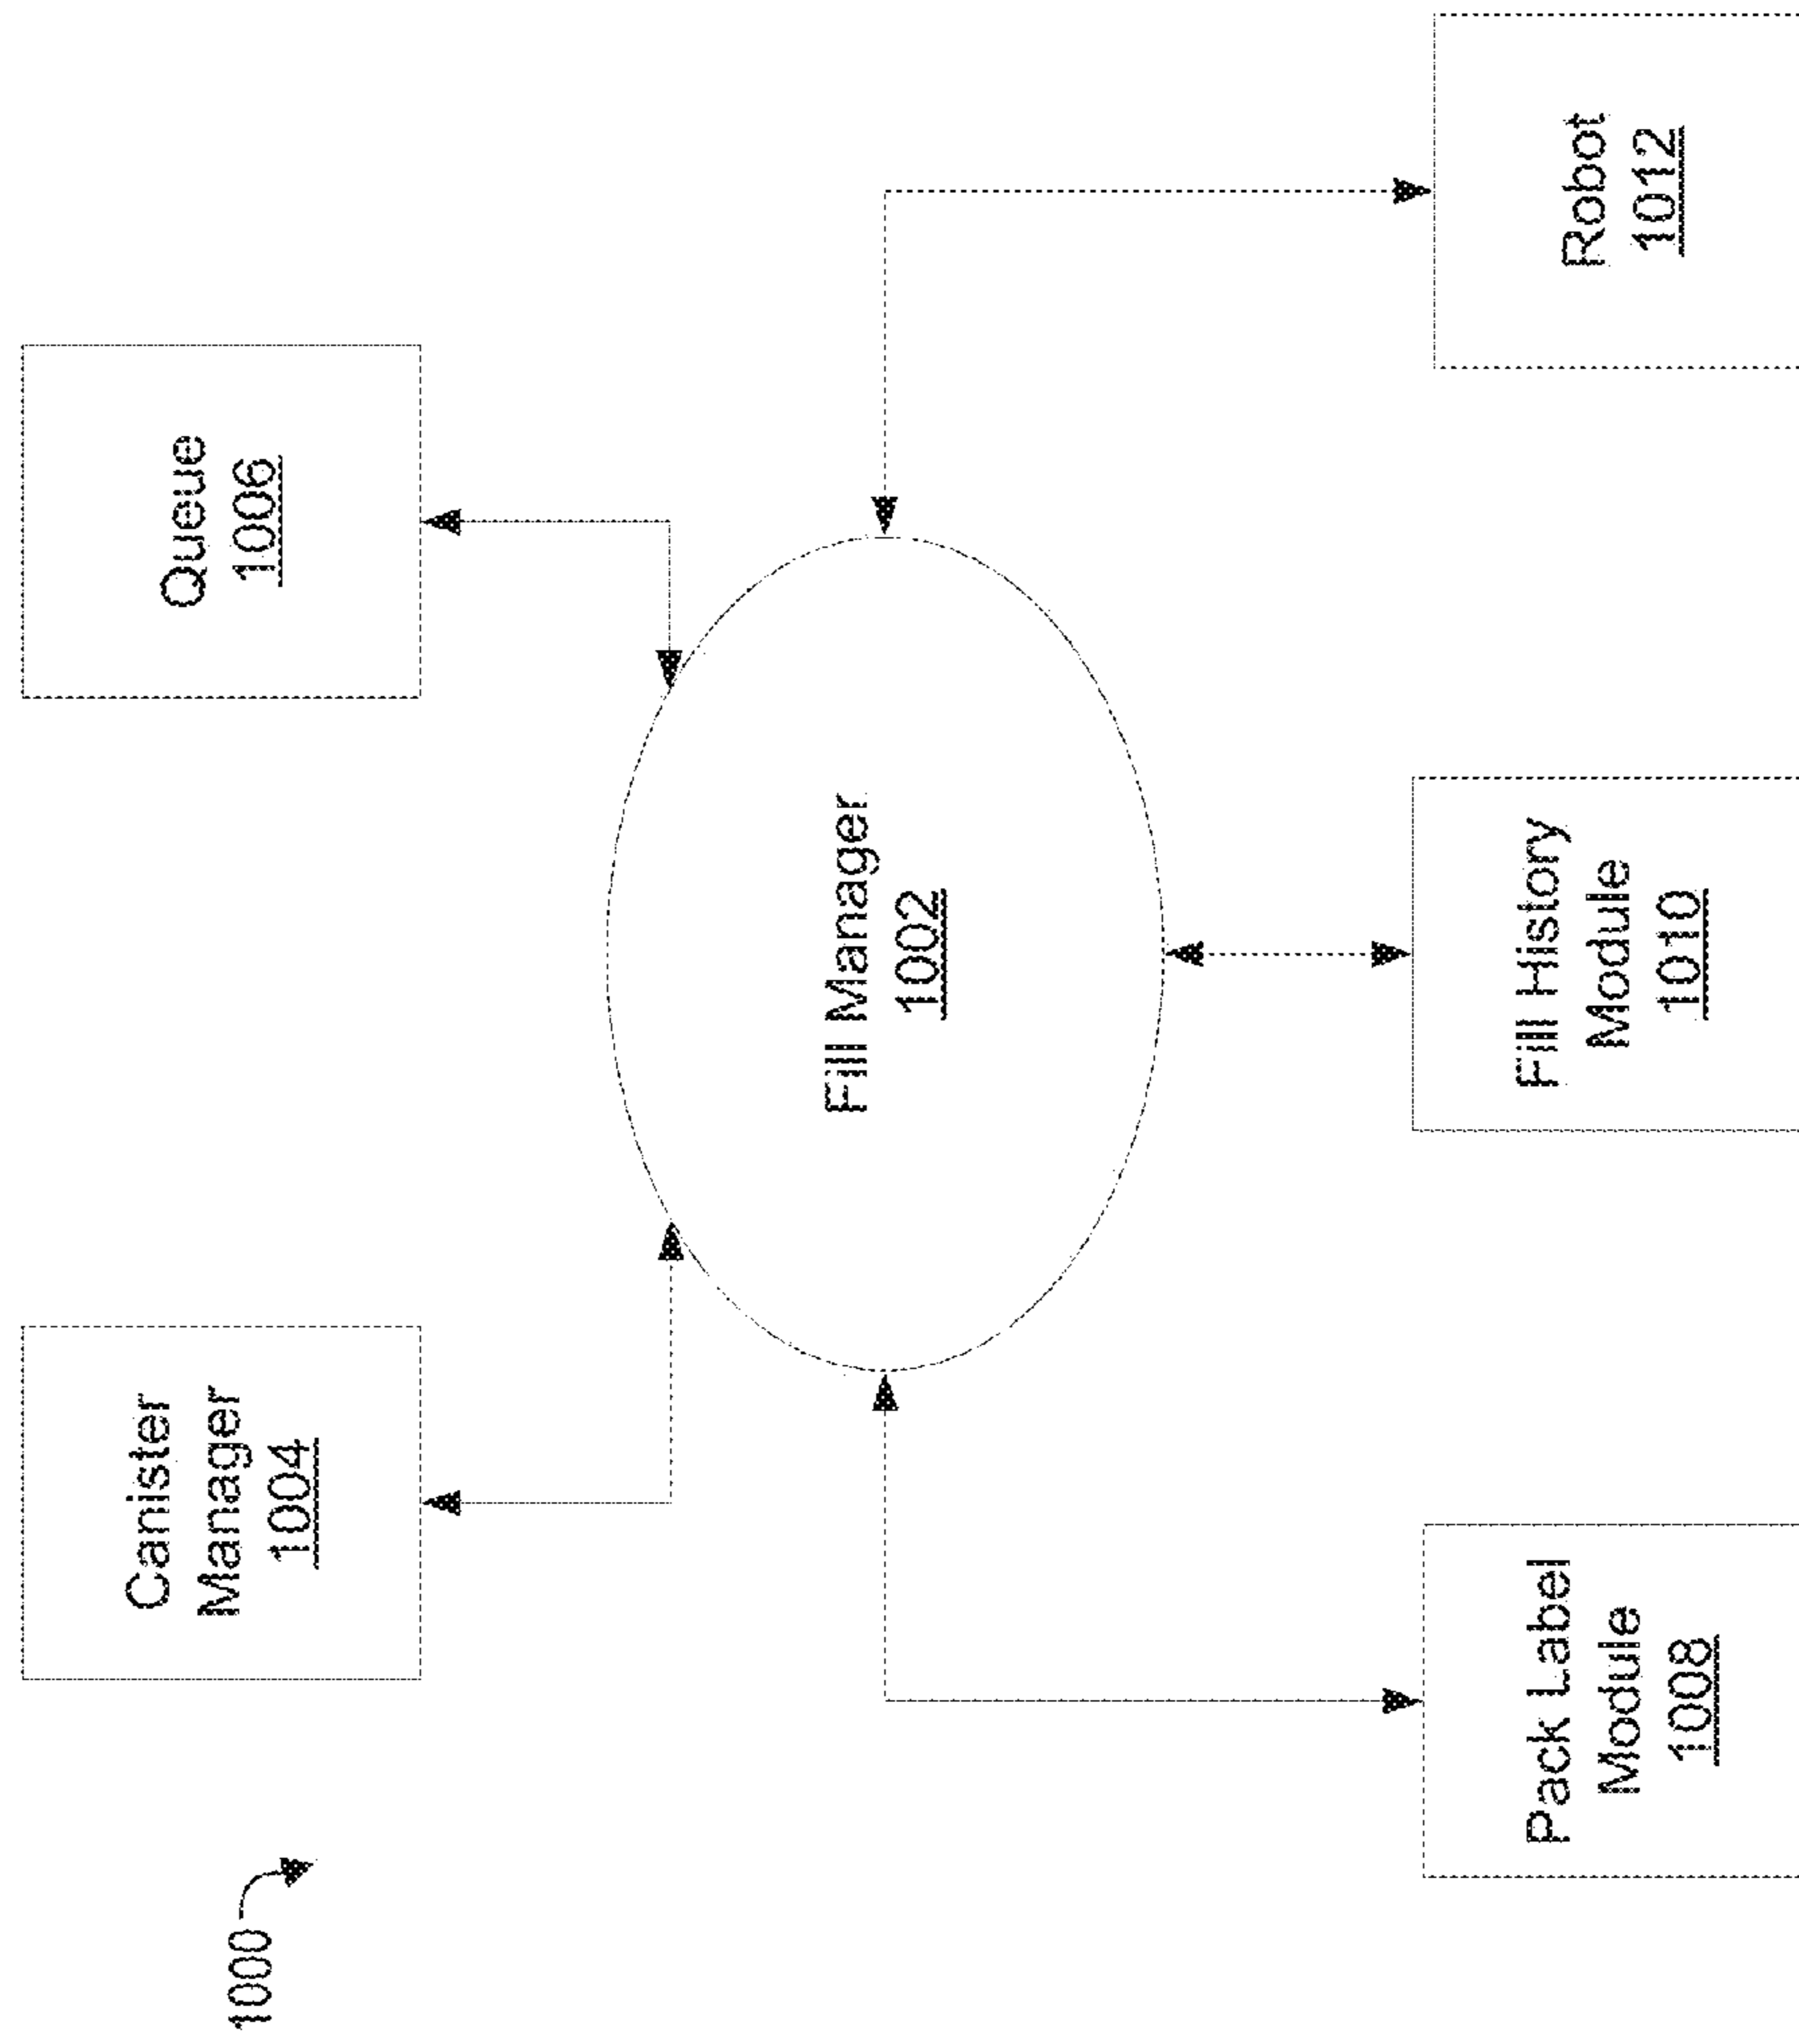 1000
Canister
Manager
1004
Queue
1006
Fill Manager
1002
Pack Label
Module
1008
Fill History
Module
1010
Robot
1012